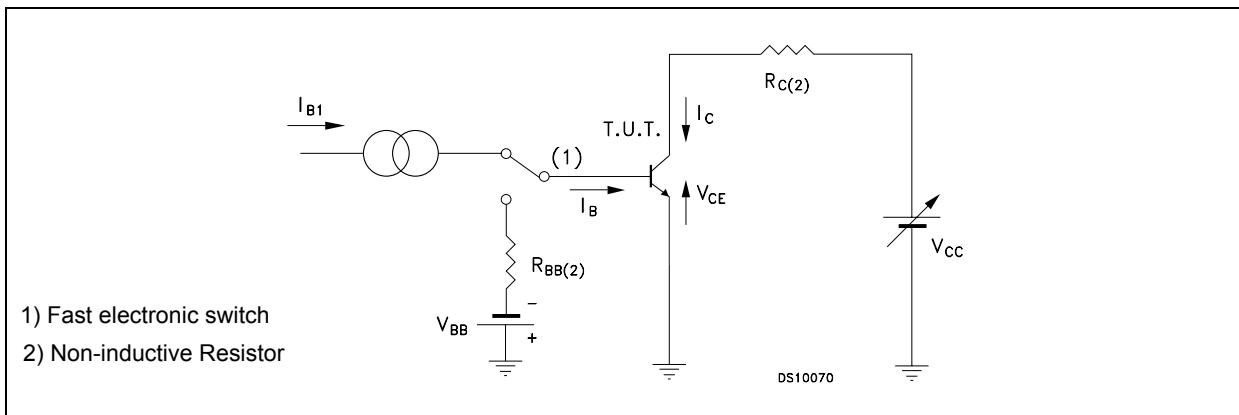 R_C(2)
I_B1
I_C
T.U.T.
(1)
V_CE
I_B
V_CC
R_BB(2)
−
V_BB
+
1) Fast electronic switch
2) Non-inductive Resistor
DS10070